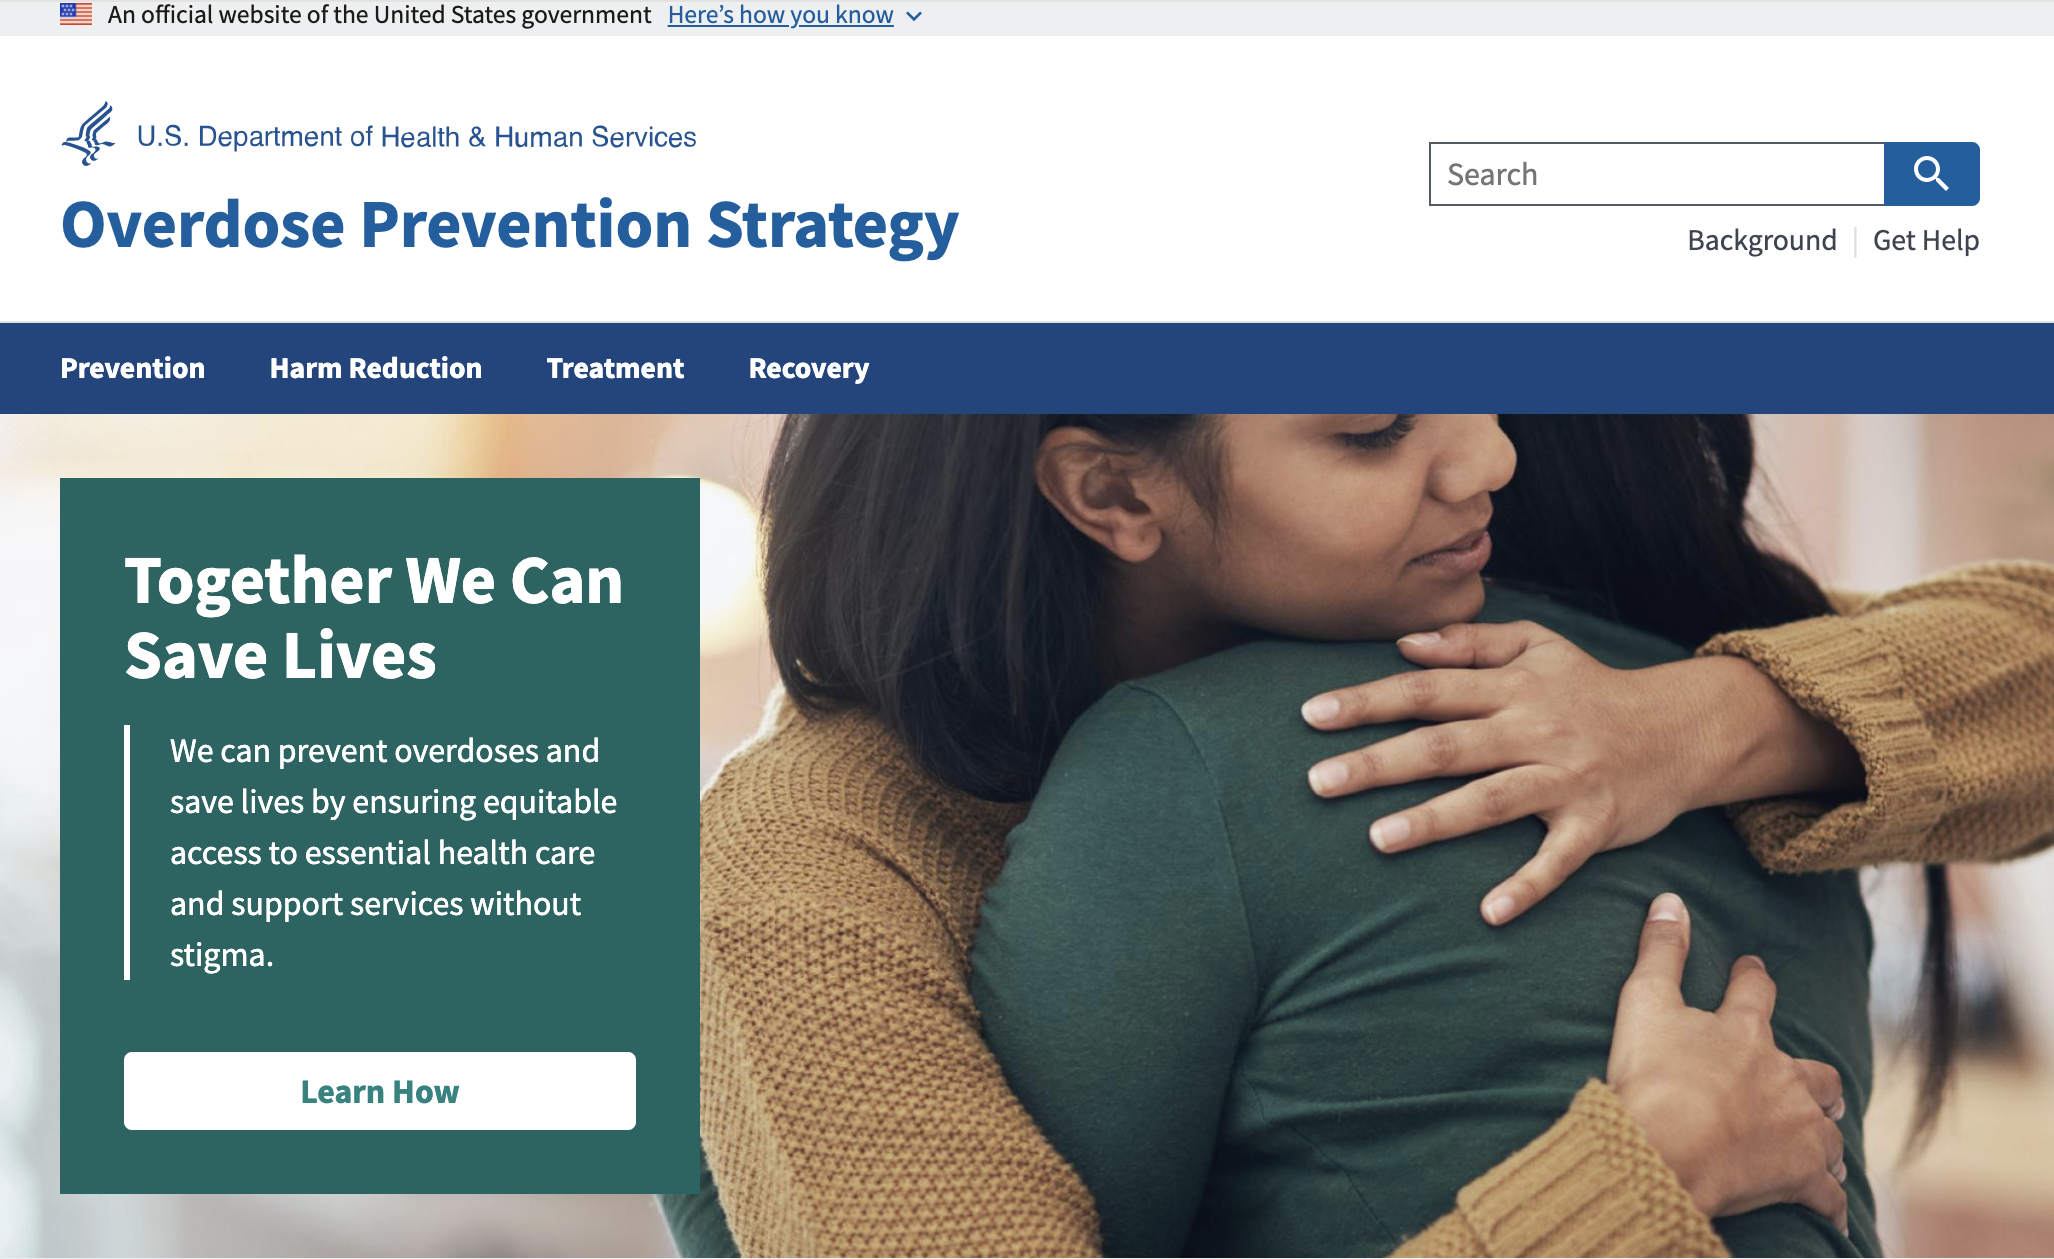 An official website of the United States government Here’s how you know
U.S. Department of Health & Human Services
Overdose Prevention Strategy
Search
Background Get Help
Prevention Harm Reduction Treatment Recovery
Together We Can
Save Lives
We can prevent overdoses and
save lives by ensuring equitable
access to essential health care
and support services without
stigma.
Learn How